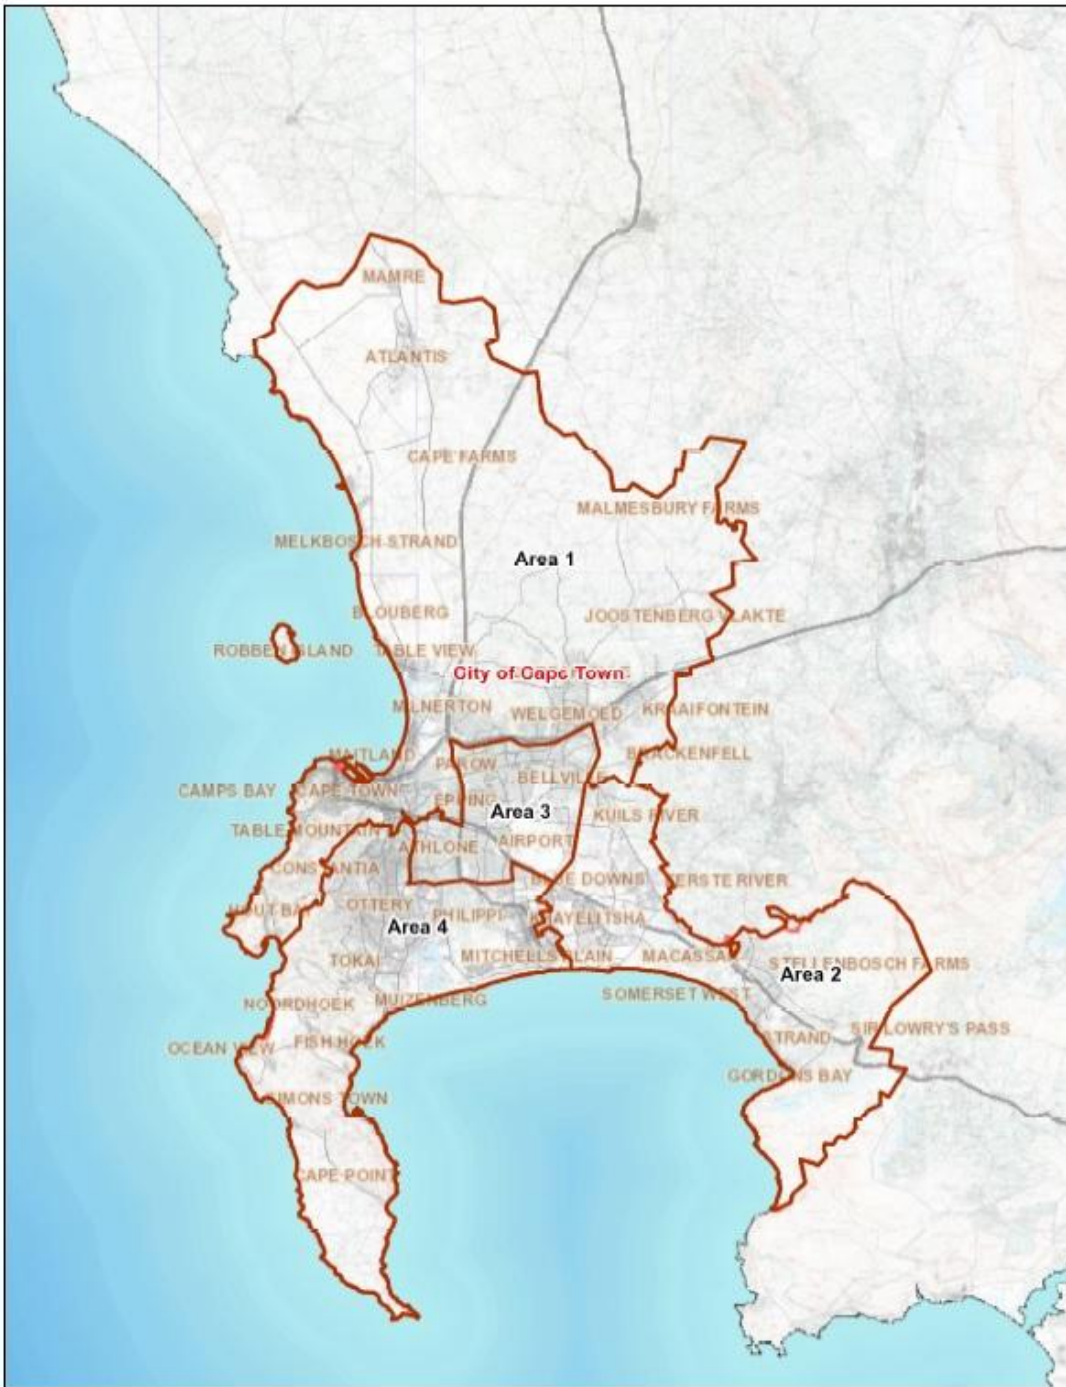 MAMRE
ATLANTIS
CAPE FARMS
MALMESBURY FARMS
MELKBOSCH STRAND
Area 1
BLOUBERG
JOOSTENBERG VLAKTE
ROBBEN ISLAND
TABLE VIEW
City of Cape Town
MILNERTON
WELGEMOED
KRAAIFONTEIN
MAITLAND
PAROW
BRACKENFELL
BELLVILLE
CAMPS BAY
CAPE TOWN
EPPING
Area 3
KUILS RIVER
TABLE MOUNTAIN
ATHLONE
AIRPORT
CONSTANTIA
BLUE DOWNS
EERSTE RIVER
HOUT BAY
OTTERY
PHILIPPI
KHAYELITSHA
Area 4
TOKAI
MITCHELLS PLAIN
MACASSAR
STELLENBOSCH FARMS
Area 2
NOORDHOEK
MUIZENBERG
SOMERSET WEST
OCEAN VIEW
FISH HOEK
STRAND
SIR LOWRY'S PASS
GORDONS BAY
SIMONS TOWN
CAPE POINT